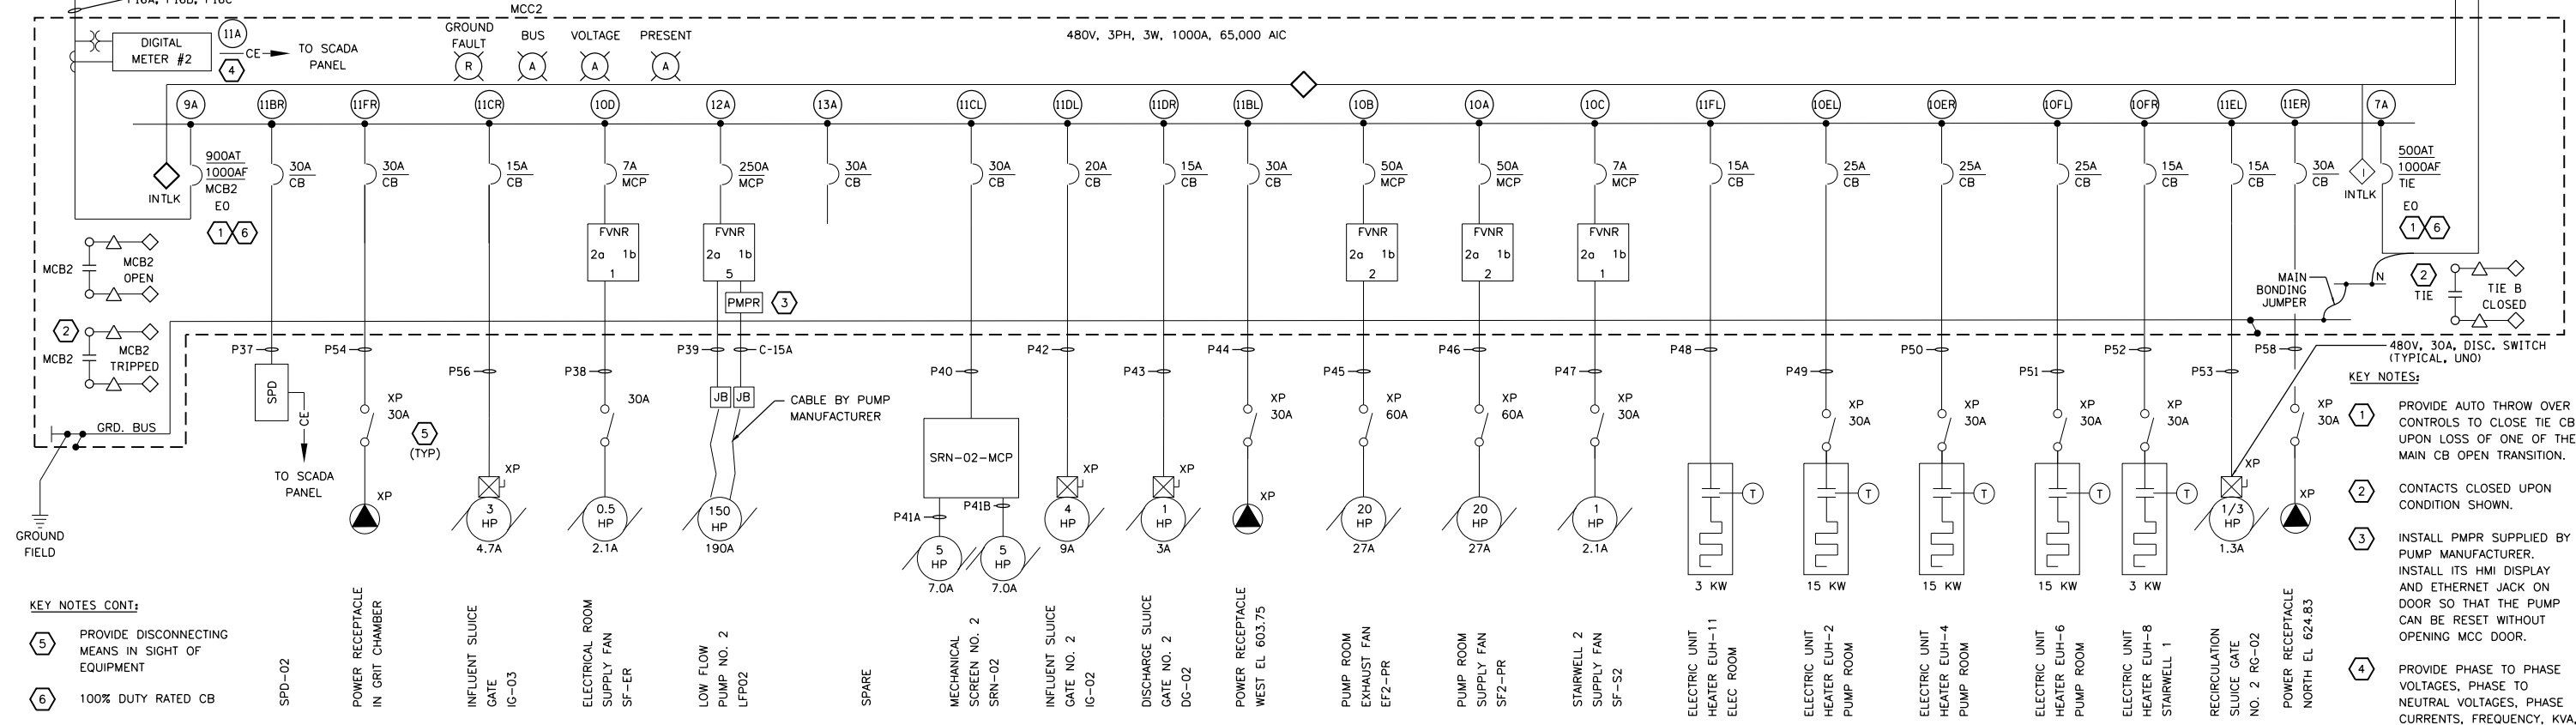 MCC2
DIGITAL
METER #2
11A
CE
4
TO SCADA
PANEL
GROUND
FAULT
R
BUS
A
VOLTAGE
A
PRESENT
A
480V, 3PH, 3W, 1000A, 65,000 AIC
9A
11BR
11FR
11CR
10D
12A
13A
11CL
11DL
11DR
11BL
10B
10A
10C
11FL
10EL
10ER
10FL
10FR
11EL
11ER
7A
INTLK
900AT
1000AF
MCB2
EO
1
6
30A
CB
30A
CB
15A
CB
7A
MCP
250A
MCP
30A
CB
30A
CB
20A
CB
15A
CB
30A
CB
50A
MCP
50A
MCP
7A
MCP
15A
CB
25A
CB
25A
CB
25A
CB
15A
CB
15A
CB
30A
CB
I
INTLK
500AT
1000AF
TIE
EO
1
6
FVNR
2a 1b
1
FVNR
2a 1b
5
PMPR
3
FVNR
2a 1b
2
FVNR
2a 1b
2
FVNR
2a 1b
1
MCB2
MCB2
OPEN
2
MCB2
MCB2
TRIPPED
MAIN
BONDING
JUMPER
N
2
TIE
TIE B
CLOSED
P37
P54
P56
P38
P39
C-15A
P40
P42
P43
P44
P45
P46
P47
P48
P49
P50
P51
P52
P53
P58
480V, 30A, DISC. SWITCH
(TYPICAL, UNO)
GRD. BUS
GROUND
FIELD
SPD
CE
TO SCADA
PANEL
XP
30A
5
(TYP)
XP
XP
3
HP
4.7A
30A
0.5
HP
2.1A
JB
JB
CABLE BY PUMP
MANUFACTURER
150
HP
190A
SRN-02-MCP
P41A
P41B
5
HP
7.0A
5
HP
7.0A
XP
4
HP
9A
XP
1
HP
3A
XP
30A
XP
XP
60A
20
HP
27A
XP
60A
20
HP
27A
XP
30A
1
HP
2.1A
T
3 KW
XP
30A
T
15 KW
XP
30A
T
15 KW
XP
30A
T
15 KW
XP
30A
T
3 KW
XP
1/3
HP
1.3A
XP
30A
XP
SPD-02
POWER RECEPTACLE
IN GRIT CHAMBER
INFLUENT SLUICE
GATE
IG-03
ELECTRICAL ROOM
SUPPLY FAN
SF-ER
LOW FLOW
PUMP NO. 2
LFP02
SPARE
MECHANICAL
SCREEN NO. 2
SRN-02
INFLUENT SLUICE
GATE NO. 2
IG-02
DISCHARGE SLUICE
GATE NO. 2
DG-02
POWER RECEPTACLE
WEST EL 603.75
PUMP ROOM
EXHAUST FAN
EF2-PR
PUMP ROOM
SUPPLY FAN
SF2-PR
STAIRWELL 2
SUPPLY FAN
SF-S2
ELECTRIC UNIT
HEATER EUH-11
ELEC ROOM
ELECTRIC UNIT
HEATER EUH-2
PUMP ROOM
ELECTRIC UNIT
HEATER EUH-4
PUMP ROOM
ELECTRIC UNIT
HEATER EUH-6
PUMP ROOM
ELECTRIC UNIT
HEATER EUH-8
STAIRWELL 1
RECIRCULATION
SLUICE GATE
NO. 2 RG-02
POWER RECEPTACLE
NORTH EL 624.83
KEY NOTES:
1
PROVIDE AUTO THROW OVER
CONTROLS TO CLOSE TIE CB
UPON LOSS OF ONE OF THE
MAIN CB OPEN TRANSITION.
2
CONTACTS CLOSED UPON
CONDITION SHOWN.
3
INSTALL PMPR SUPPLIED BY
PUMP MANUFACTURER.
INSTALL ITS HMI DISPLAY
AND ETHERNET JACK ON
DOOR SO THAT THE PUMP
CAN BE RESET WITHOUT
OPENING MCC DOOR.
4
PROVIDE PHASE TO PHASE
VOLTAGES, PHASE TO
NEUTRAL VOLTAGES, PHASE
CURRENTS, FREQUENCY, KVA,
KEY NOTES CONT:
5
PROVIDE DISCONNECTING
MEANS IN SIGHT OF
EQUIPMENT
6
100% DUTY RATED CB